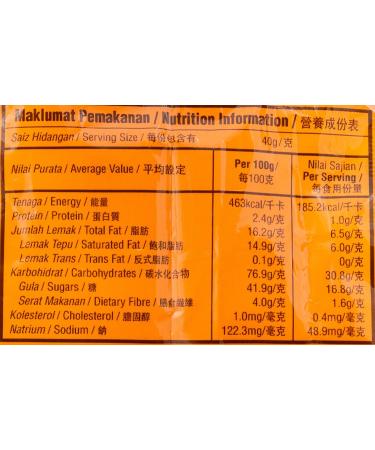 Maklumat Pemakanan / Nutrition Information / 營養成份表
Saiz Hidangan / Serving Size / 每份包含有 40g/克
Nilai Purata / Average Value / 平均設定 Per 100g/ 每100克 Nilai Sajian/ Per Serving / 每食用份量
Tenaga / Energy / 能量 463kcal/千卡 185.2kcal/千卡
Protein / Protein / 蛋白質 2.4g/克 1.0g/克
Jumlah Lemak / Total Fat / 脂肪 16.2g/克 6.5g/克
Lemak Tepu / Saturated Fat / 飽和脂肪 14.9g/克 6.0g/克
Lemak Trans / Trans Fat / 反式脂肪 0.1g/克 0g/克
Karbohidrat / Carbohydrates / 碳水化合物 76.9g/克 30.8g/克
Gula / Sugars / 糖 41.9g/克 16.8g/克
Serat Makanan / Dietary Fibre / 膳食纖維 4.0g/克 1.6g/克
Kolesterol / Cholesterol / 膽固醇 1.0mg/毫克 0.4mg/毫克
Natrium / Sodium / 鈉 122.3mg/毫克 48.9mg/毫克